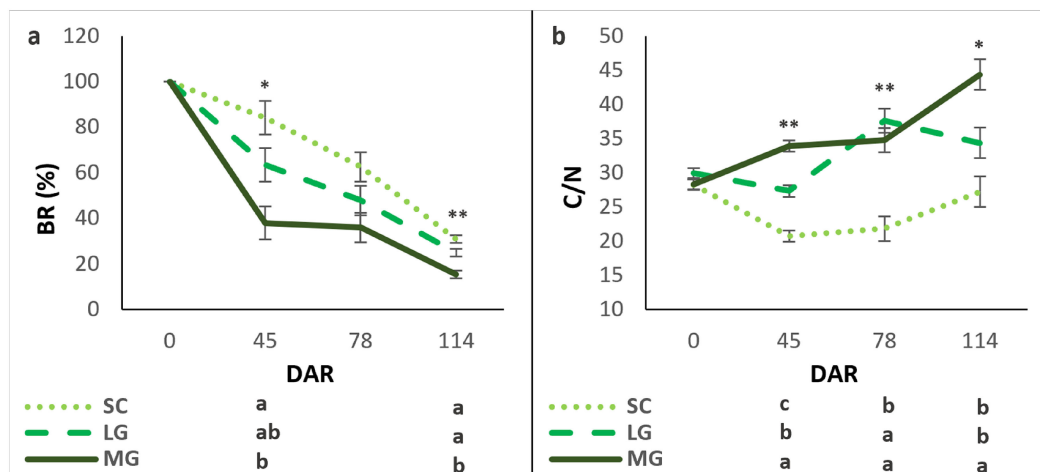 a
120
100
80
60
40
20
0
BR (%)
*
**
0 45 78 114
DAR
SC a a
LG ab a
MG b b
b
50
45
40
35
30
25
20
15
10
C/N
**
**
*
0 45 78 114
DAR
SC c b b
LG b a b
MG a a a